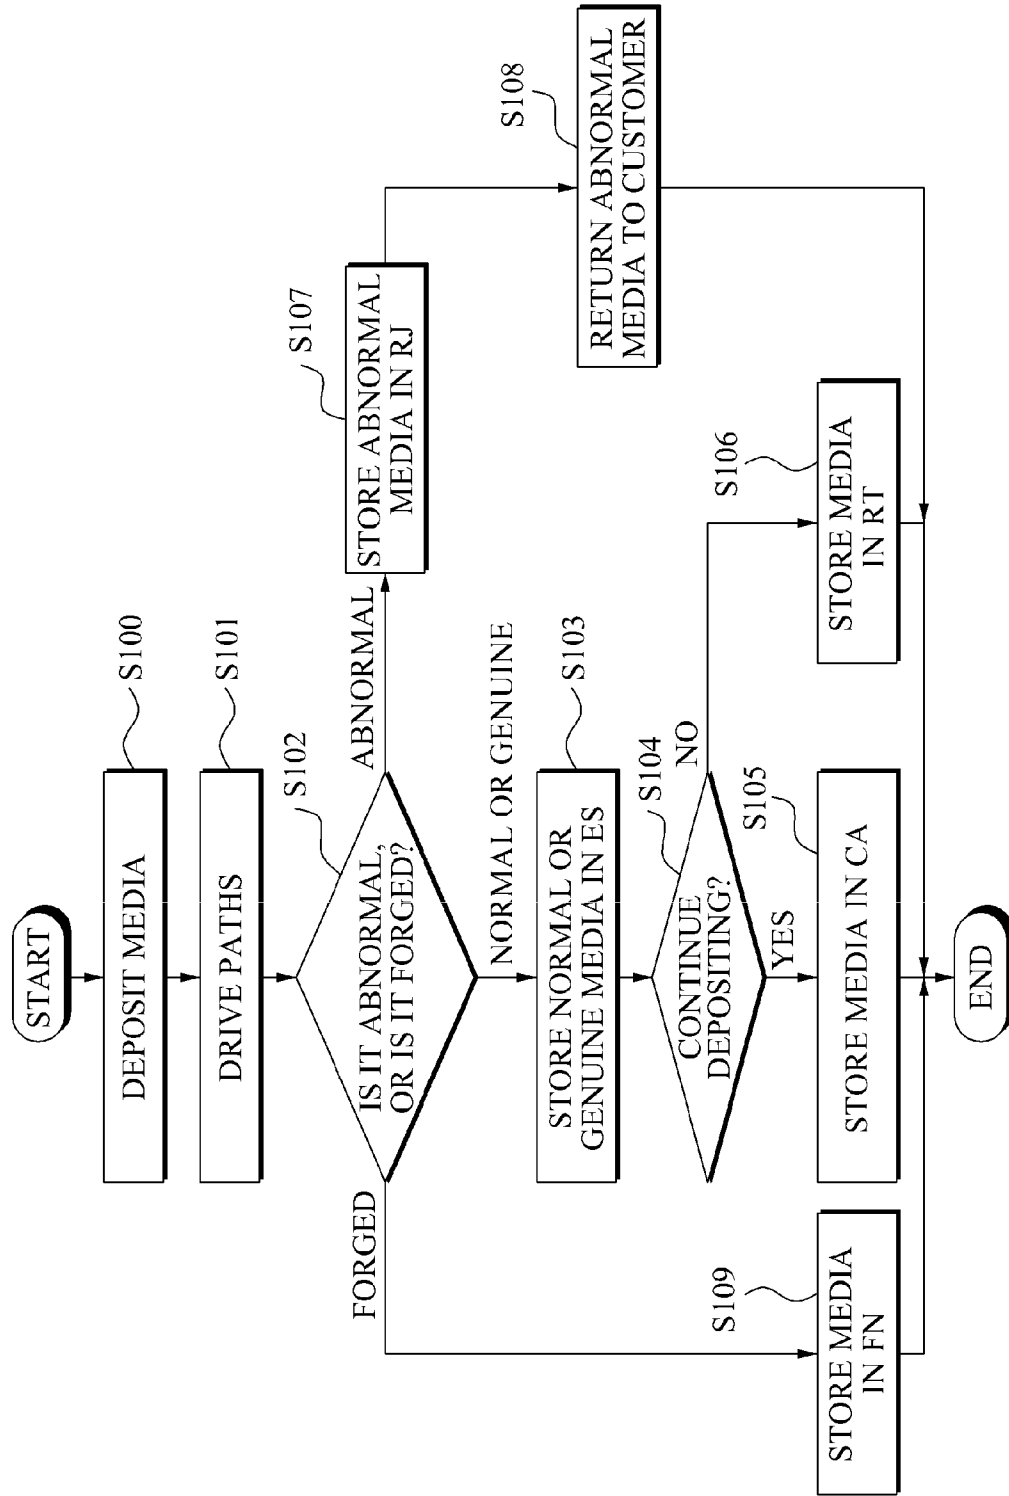 START
DEPOSIT MEDIA
S100
DRIVE PATHS
S101
IS IT ABNORMAL,
OR IS IT FORGED?
S102
FORGED
ABNORMAL
NORMAL OR GENUINE
STORE ABNORMAL
MEDIA IN RJ
S107
RETURN ABNORMAL
MEDIA TO CUSTOMER
S108
STORE NORMAL OR
GENUINE MEDIA IN ES
S103
CONTINUE
DEPOSITING?
S104
NO
YES
STORE MEDIA
IN FN
S109
STORE MEDIA IN CA
S105
STORE MEDIA
IN RT
S106
END